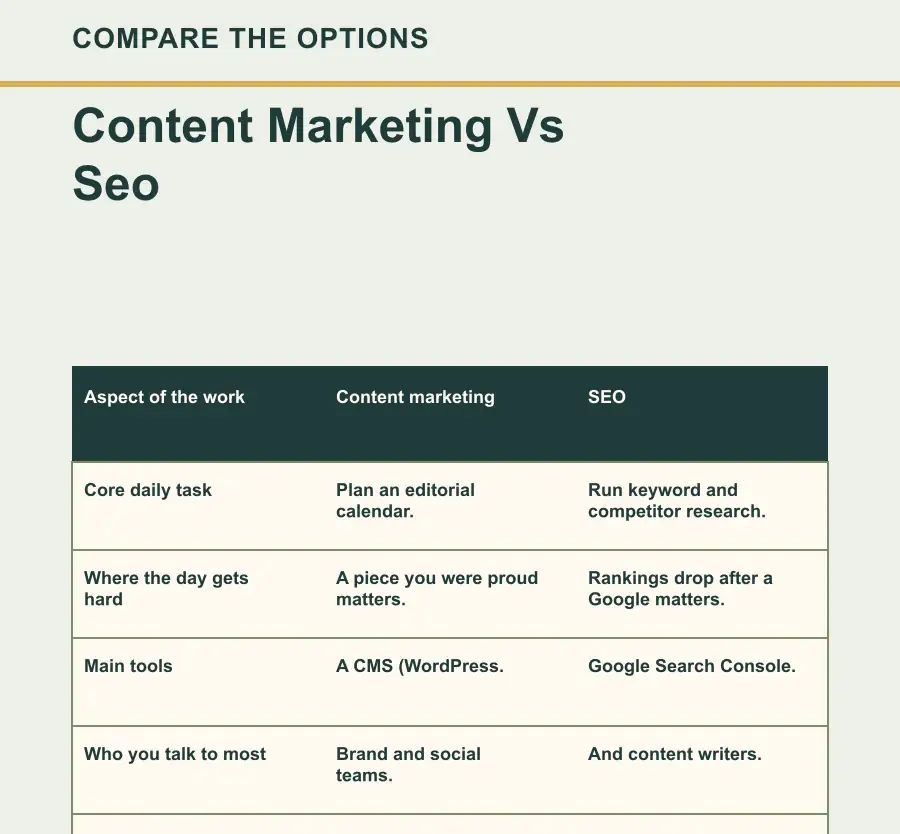 COMPARE THE OPTIONS
Content Marketing Vs
Seo
Aspect of the work
Content marketing
SEO
Core daily task
Plan an editorial
calendar.
Run keyword and
competitor research.
Where the day gets
hard
A piece you were proud
matters.
Rankings drop after a
Google matters.
Main tools
A CMS (WordPress.
Google Search Console.
Who you talk to most
Brand and social
teams.
And content writers.